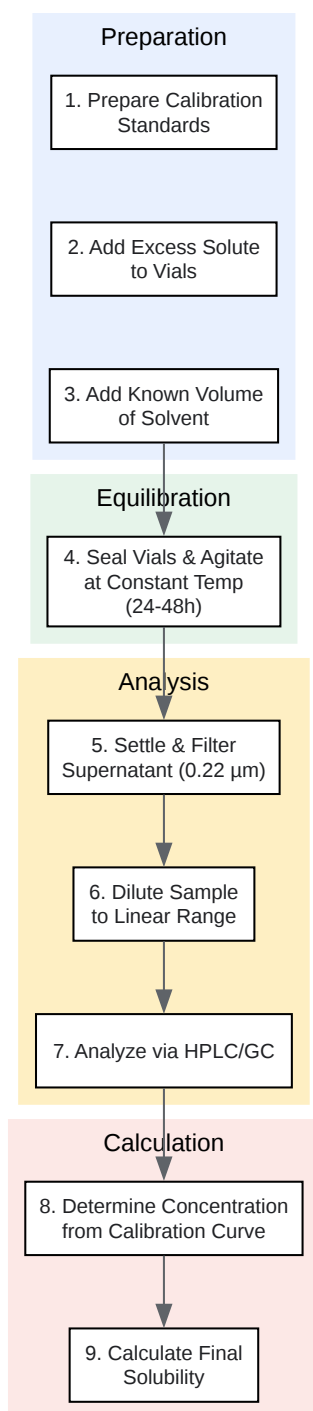 Preparation
1. Prepare Calibration
Standards
2. Add Excess Solute
to Vials
3. Add Known Volume
of Solvent
Equilibration
4. Seal Vials & Agitate
at Constant Temp
(24-48h)
Analysis
5. Settle & Filter
Supernatant (0.22 µm)
6. Dilute Sample
to Linear Range
7. Analyze via HPLC/GC
Calculation
8. Determine Concentration
from Calibration Curve
9. Calculate Final
Solubility